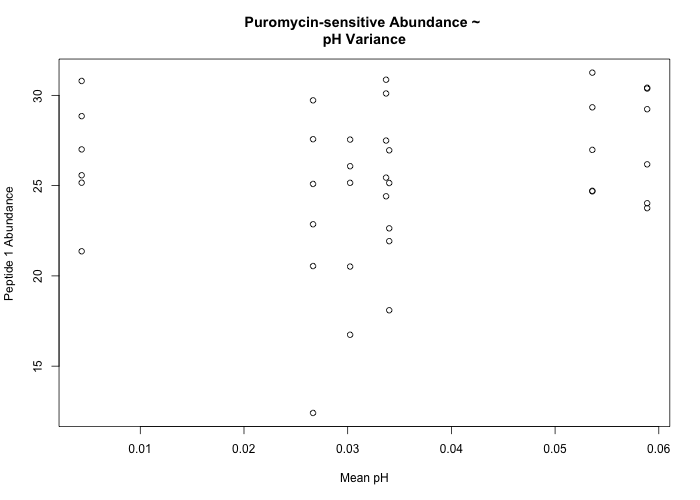 Puromycin-sensitive Abundance ~
pH Variance
Peptide 1 Abundance
30
25
20
15
0.01 0.02 0.03 0.04 0.05 0.06
Mean pH